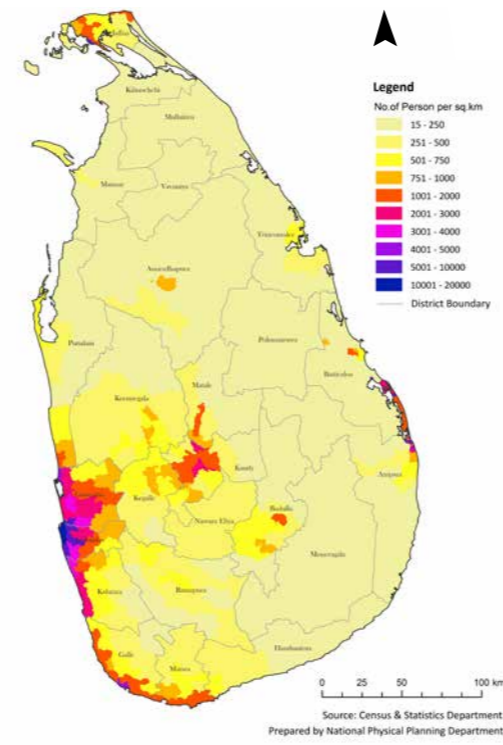 Legend
No.of Person per sq.km
15 - 250
251 - 500
501 - 750
751 - 1000
1001 - 2000
2001 - 3000
3001 - 4000
4001 - 5000
5001 - 10000
10001 - 20000
District Boundary
Jaffna
Kilinochchi
Mullaitivu
Mannar
Vavuniya
Trincomalee
Anuradhapura
Puttalam
Polonnaruwa
Batticaloa
Matale
Kurunegala
Kandy
Ampara
Kegalle
Badulla
Nuwara Eliya
Moneragala
Kalutara
Ratnapura
Galle
Matara
Hambantota
0 25 50 100 km
Source: Census & Statistics Department
Prepared by National Physical Planning Department